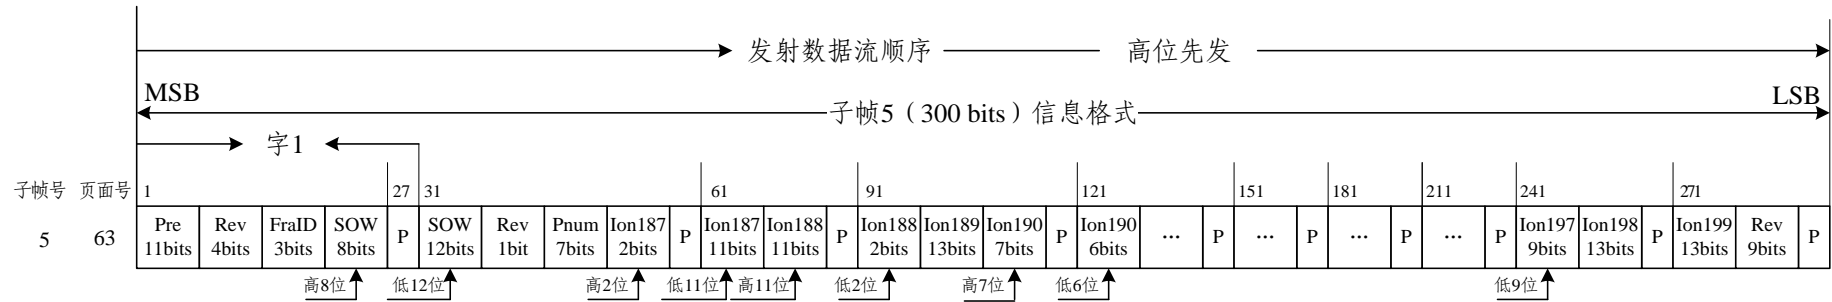 发射数据流顺序 高位先发
MSB LSB
子帧5（300 bits）信息格式
字1
子帧号 页面号 1 27 31 61 91 121 151 181 211 241 271
5 63 Pre Rev FraID SOW P SOW Rev Pnum Ion187 P Ion187 Ion188 P Ion188 Ion189 Ion190 P Ion190 … P … P … P … P Ion197 Ion198 P Ion199 Rev P
11bits 4bits 3bits 8bits 12bits 1bit 7bits 2bits 11bits 11bits 2bits 13bits 7bits 6bits 9bits 13bits 13bits 9bits
高8位 低12位 高2位 低11位 高11位 低2位 高7位 低6位 低9位